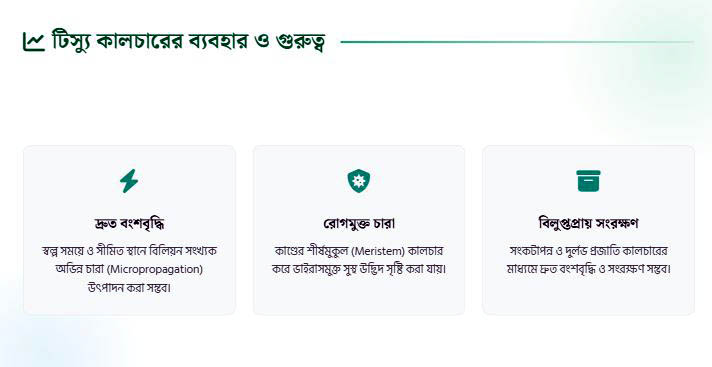 টিস্যু কালচারের ব্যবহার ও গুরুত্ব
দ্রুত বংশবৃদ্ধি
স্বল্প সময়ে ও সীমিত স্থানে বিলিয়ন সংখ্যক
অভিন্ন চারা (Micropropagation)
উৎপাদন করা সম্ভব।
রোগমুক্ত চারা
কাণ্ডের শীর্ষমুকুল (Meristem) কালচার
করে ভাইরাসমুক্ত সুস্থ উদ্ভিদ সৃষ্টি করা যায়।
বিলুপ্তপ্রায় সংরক্ষণ
সংকটাপন্ন ও দুর্লভ প্রজাতি কালচারের
মাধ্যমে দ্রুত বংশবৃদ্ধি ও সংরক্ষণ সম্ভব।